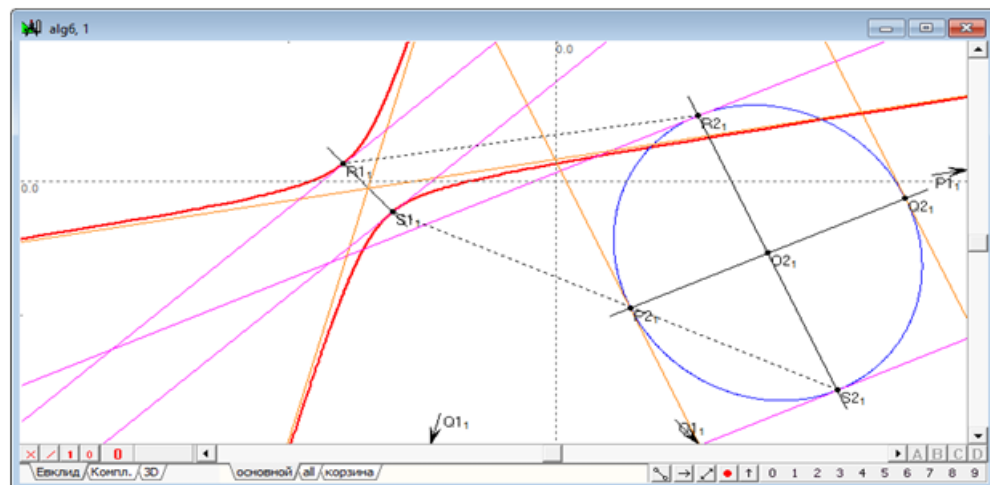 alg6, 1
0.0
R2₁
R1₁
P1₁
0.0
S1₁
O2₁
O2₁
P2₁
S2₁
Q1₁
Q1₁
× / 1 0 0 A B C D
Евклид Компл. 3D основной all корзина 0 1 2 3 4 5 6 7 8 9